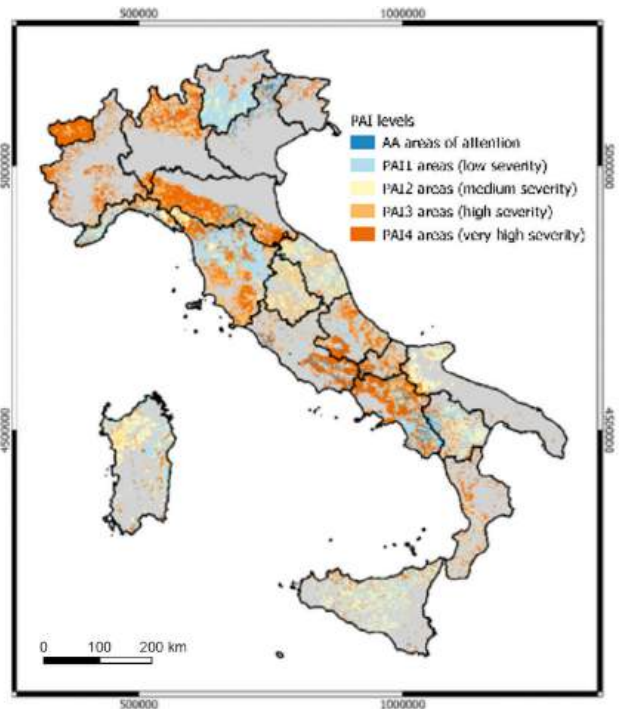 500000
1000000
PAI levels
AA areas of attention
PAI1 areas (low severity)
PAI2 areas (medium severity)
PAI3 areas (high severity)
PAI4 areas (very high severity)
5000000
5000000
4500000
4500000
0 100 200 km
500000
1000000